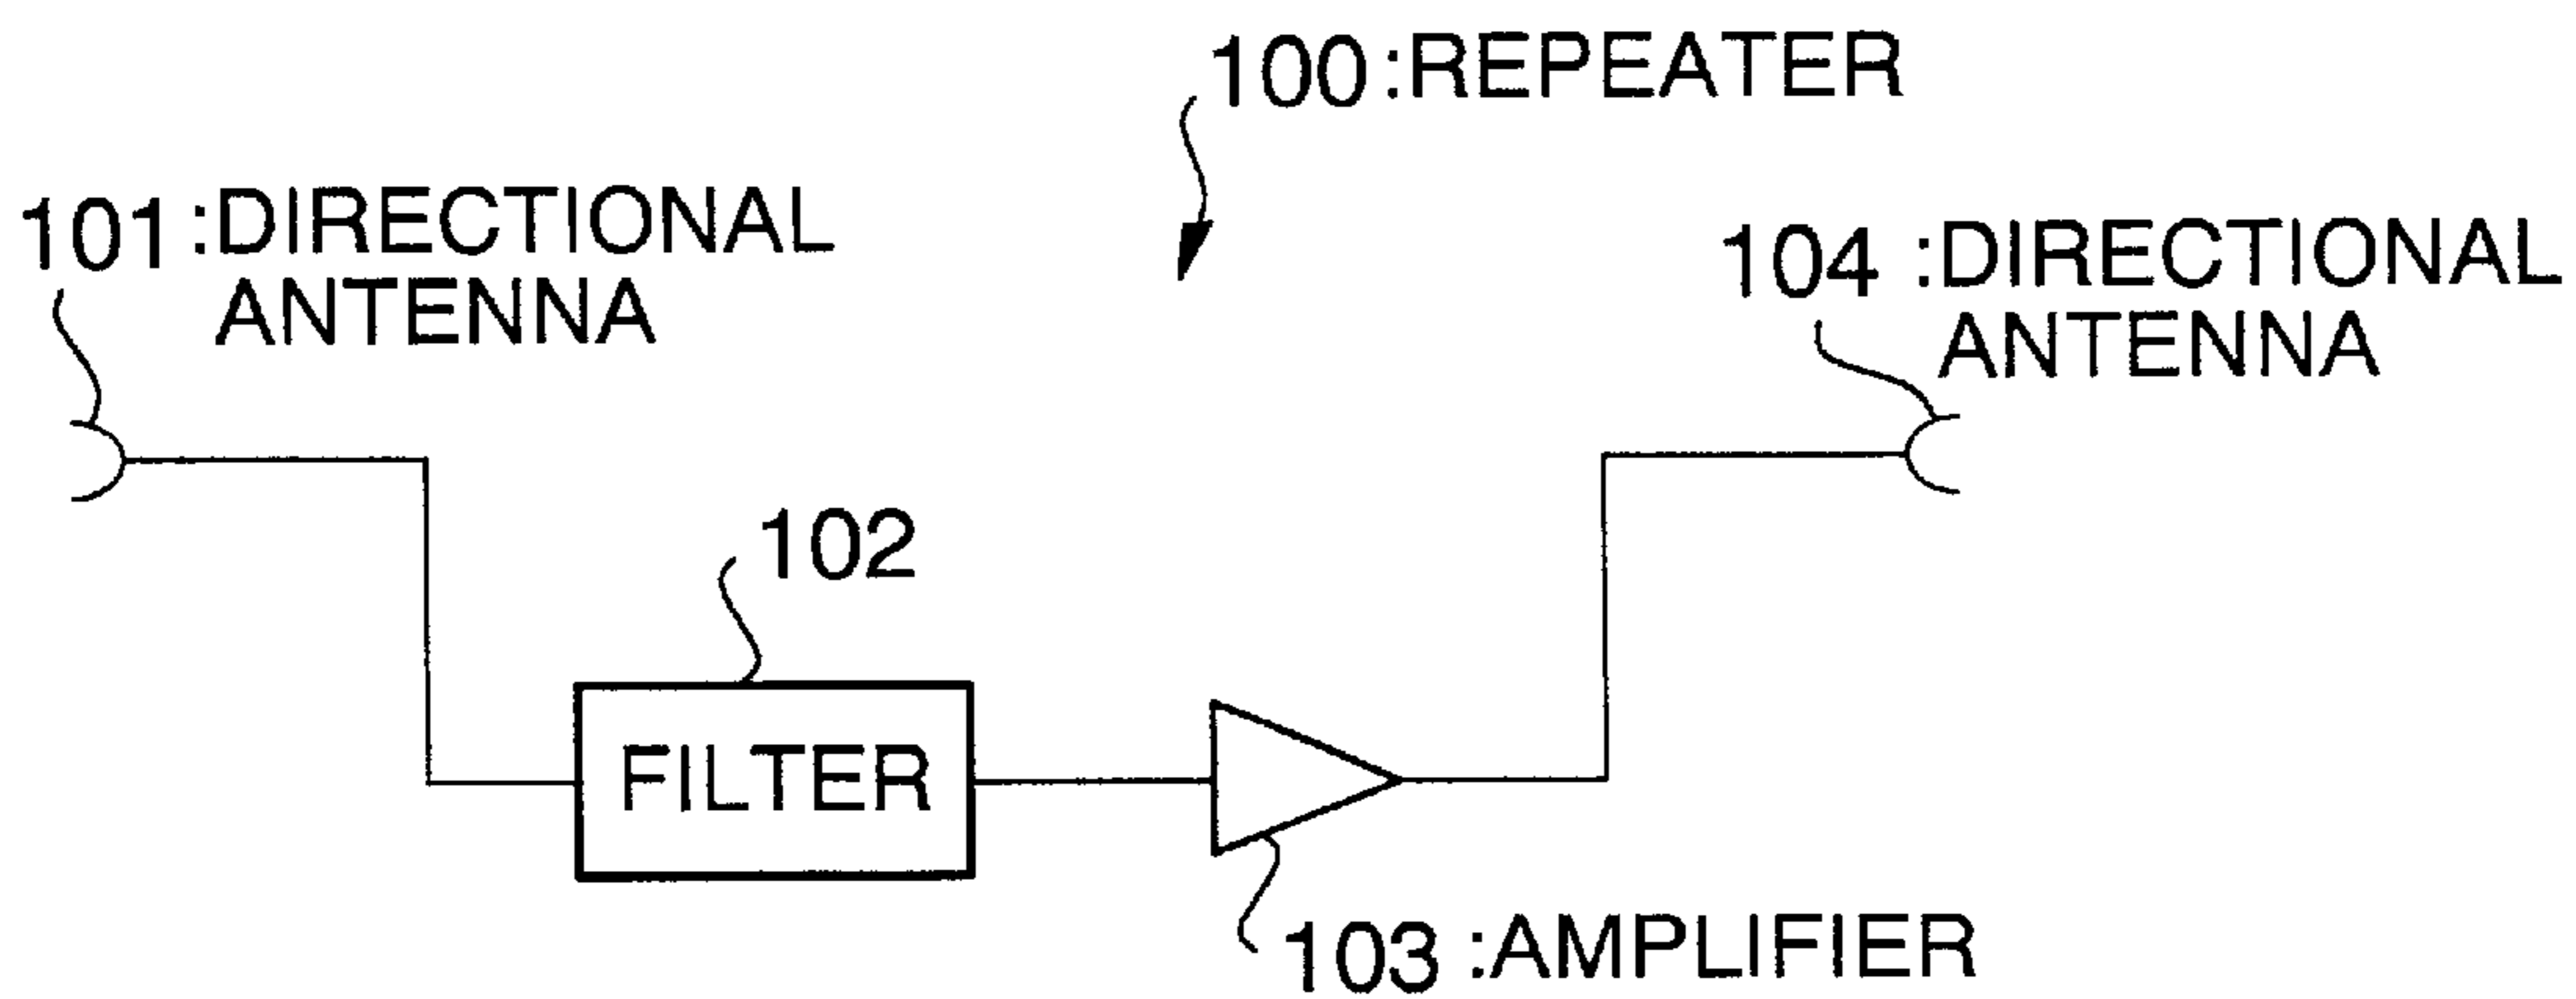 100 :REPEATER
101 :DIRECTIONAL
ANTENNA
104 :DIRECTIONAL
ANTENNA
102
FILTER
103 :AMPLIFIER